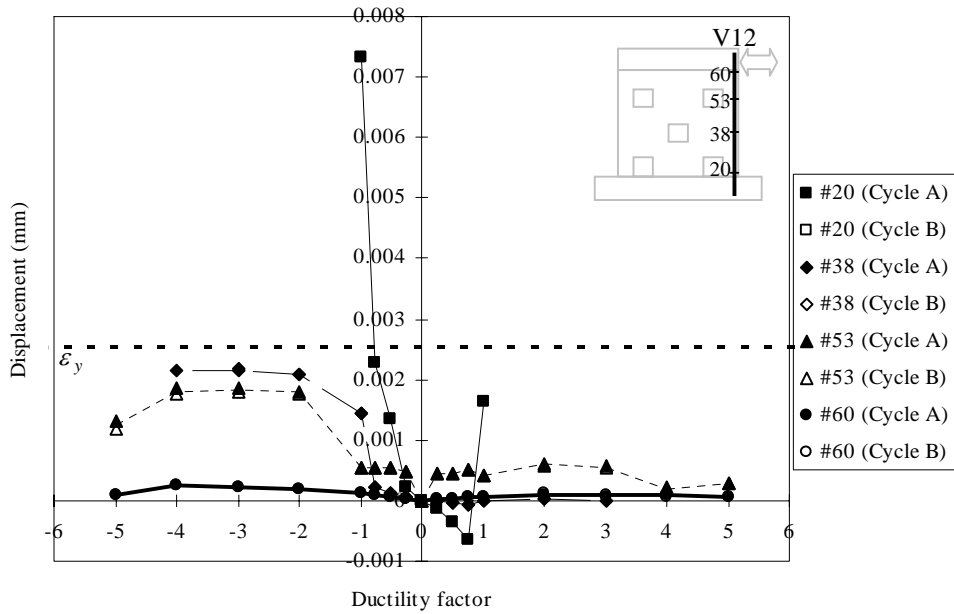 0.008
0.007
0.006
0.005
0.004
0.003
0.002
0.001
0
-0.001
-6 -5 -4 -3 -2 -1 0 1 2 3 4 5 6
Displacement (mm)
Ductility factor
ε_y
V12
60
53
38
20
#20 (Cycle A)
#20 (Cycle B)
#38 (Cycle A)
#38 (Cycle B)
#53 (Cycle A)
#53 (Cycle B)
#60 (Cycle A)
#60 (Cycle B)